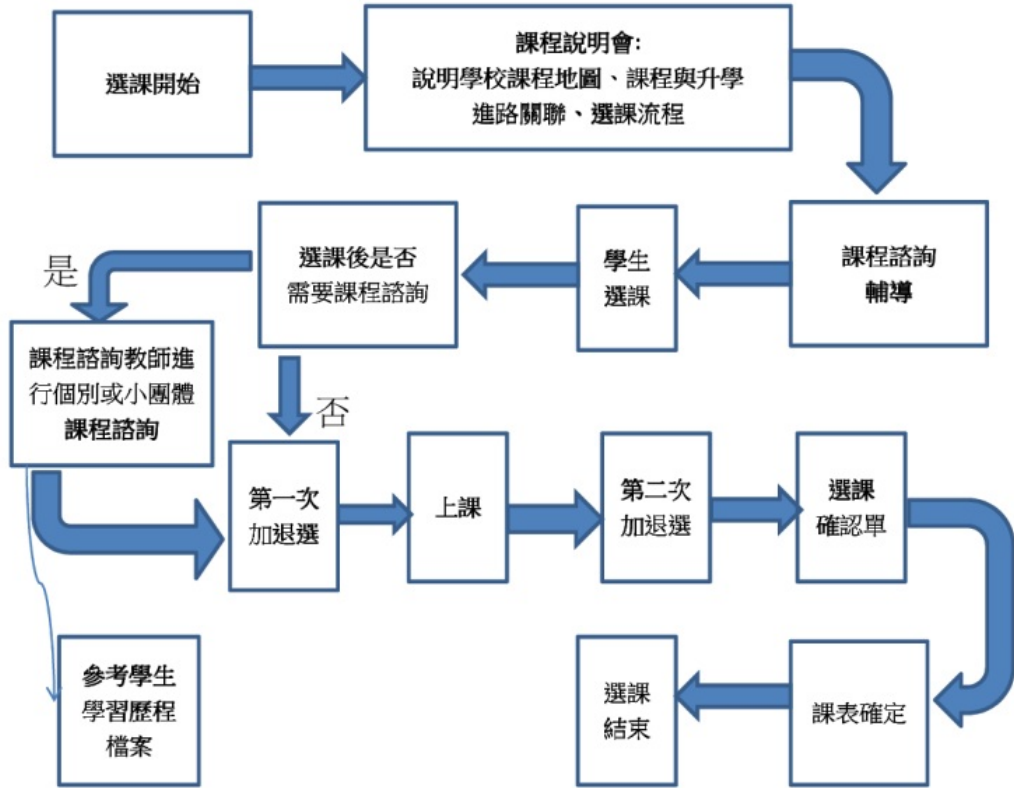 選課開始
課程說明會:
說明學校課程地圖、課程與升學
進路關聯、選課流程
課程諮詢
輔導
學生
選課
選課後是否
需要課程諮詢
是
課程諮詢教師進
行個別或小團體
課程諮詢
否
第一次
加退選
上課
第二次
加退選
選課
確認單
課表確定
選課
結束
參考學生
學習歷程
檔案